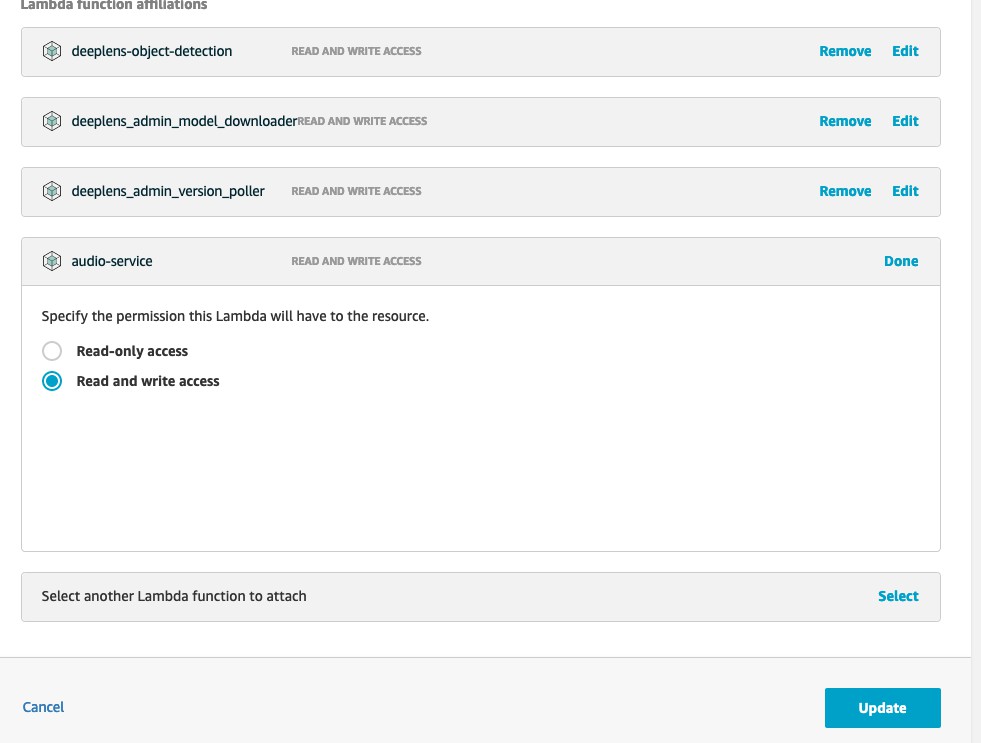 Lambda function affiliations
deeplens-object-detection READ AND WRITE ACCESS Remove Edit
deeplens_admin_model_downloader READ AND WRITE ACCESS Remove Edit
deeplens_admin_version_poller READ AND WRITE ACCESS Remove Edit
audio-service READ AND WRITE ACCESS Done
Specify the permission this Lambda will have to the resource.
Read-only access
Read and write access
Select another Lambda function to attach Select
Cancel Update